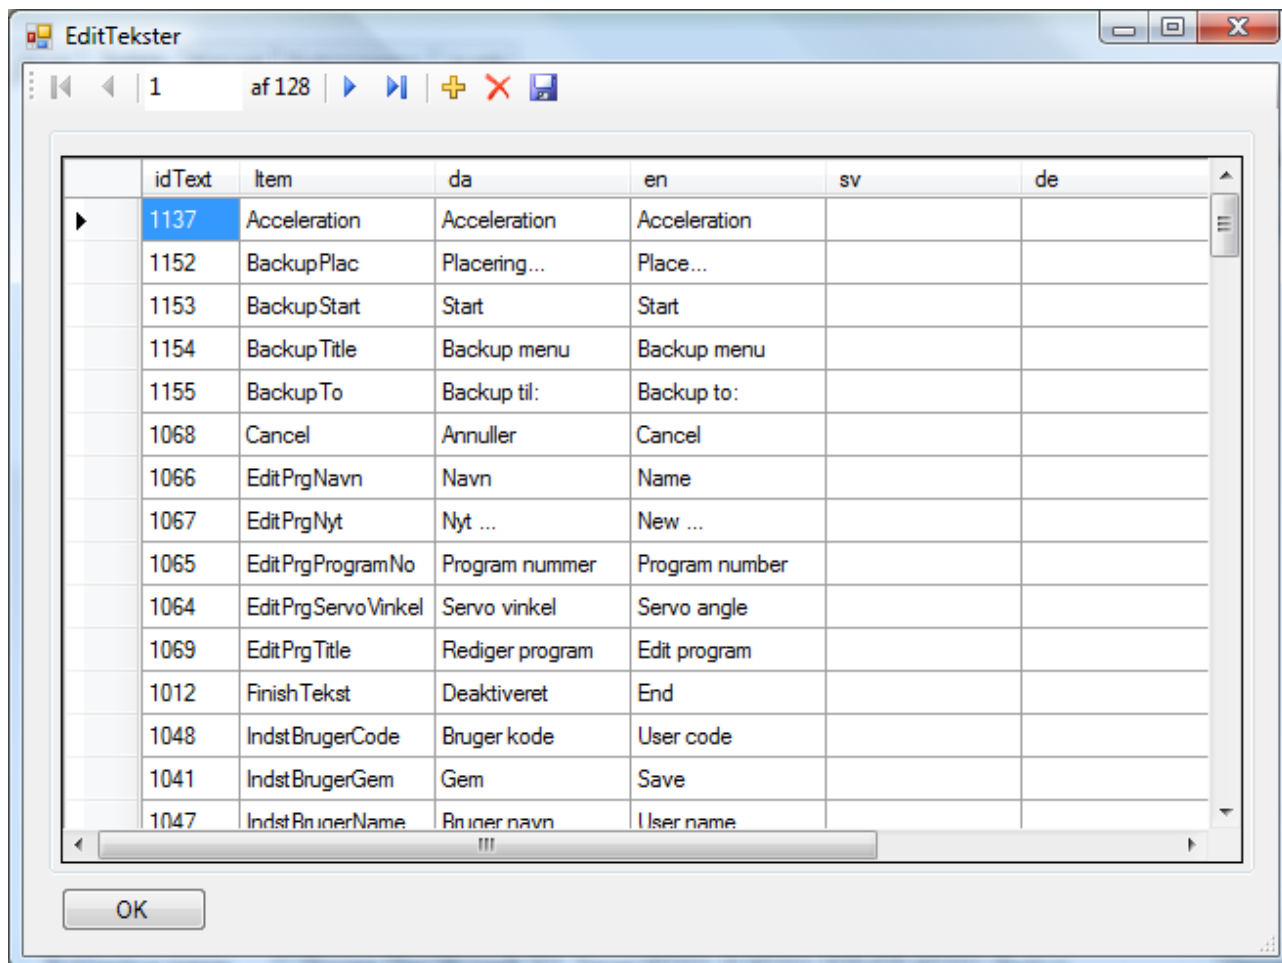 EditTekster
1 af 128
idText Item da en sv de
1137 Acceleration Acceleration Acceleration
1152 BackupPlac Placering... Place...
1153 BackupStart Start Start
1154 BackupTitle Backup menu Backup menu
1155 BackupTo Backup til: Backup to:
1068 Cancel Annuller Cancel
1066 EditPrgNavn Navn Name
1067 EditPrgNyt Nyt ... New ...
1065 EditPrgProgramNo Program nummer Program number
1064 EditPrgServoVinkel Servo vinkel Servo angle
1069 EditPrgTitle Rediger program Edit program
1012 FinishTekst Deaktiveret End
1048 IndstBrugerCode Bruger kode User code
1041 IndstBrugerGem Gem Save
1047 IndstBrugerName Bruger navn User name
OK